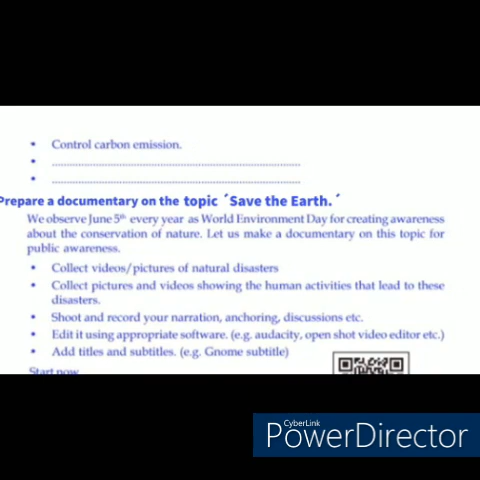 • Control carbon emission.
• ........................................................................................
• ........................................................................................
Prepare a documentary on the topic ´Save the Earth.´
We observe June 5th every year as World Environment Day for creating awareness
about the conservation of nature. Let us make a documentary on this topic for
public awareness.
• Collect videos/pictures of natural disasters
• Collect pictures and videos showing the human activities that lead to these
disasters.
• Shoot and record your narration, anchoring, discussions etc.
• Edit it using appropriate software. (e.g. audacity, open shot video editor etc.)
• Add titles and subtitles. (e.g. Gnome subtitle)
Start now
CyberLink
PowerDirector